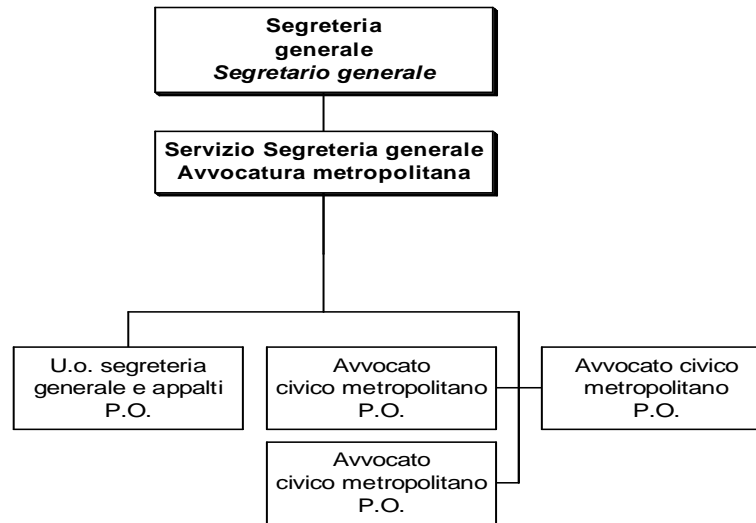 Segreteria
generale
Segretario generale
Servizio Segreteria generale
Avvocatura metropolitana
U.o. segreteria
generale e appalti
P.O.
Avvocato
civico metropolitano
P.O.
Avvocato civico
metropolitano
P.O.
Avvocato
civico metropolitano
P.O.